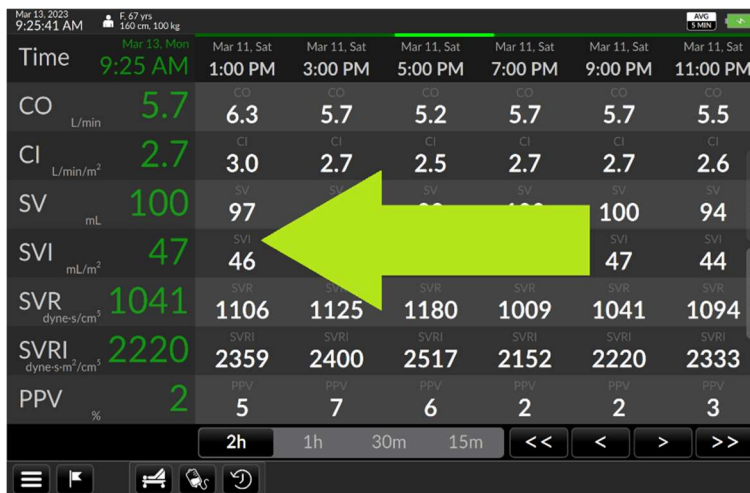 Mar 13, 2023
9:25:41 AM
F, 67 yrs
160 cm, 100 kg
AVG
5 MIN
Time
Mar 13, Mon
9:25 AM
Mar 11, Sat Mar 11, Sat Mar 11, Sat Mar 11, Sat Mar 11, Sat Mar 11, Sat
1:00 PM 3:00 PM 5:00 PM 7:00 PM 9:00 PM 11:00 PM
CO L/min 5.7
CO CO CO CO CO CO
6.3 5.7 5.2 5.7 5.7 5.5
CI L/min/m² 2.7
CI CI CI CI CI CI
3.0 2.7 2.5 2.7 2.7 2.6
SV mL 100
SV SV SV SV SV
97 100 94
SVI mL/m² 47
SVI SVI SVI
46 47 44
SVR dyne-s/cm⁵ 1041
SVR SVR SVR SVR SVR
1106 1125 1180 1009 1041 1094
SVRI dyne-s-m²/cm⁵ 2220
SVRI SVRI SVRI SVRI SVRI SVRI
2359 2400 2517 2152 2220 2333
PPV % 2
PPV PPV PPV PPV PPV PPV
5 7 6 2 2 3
2h 1h 30m 15m << < > >>